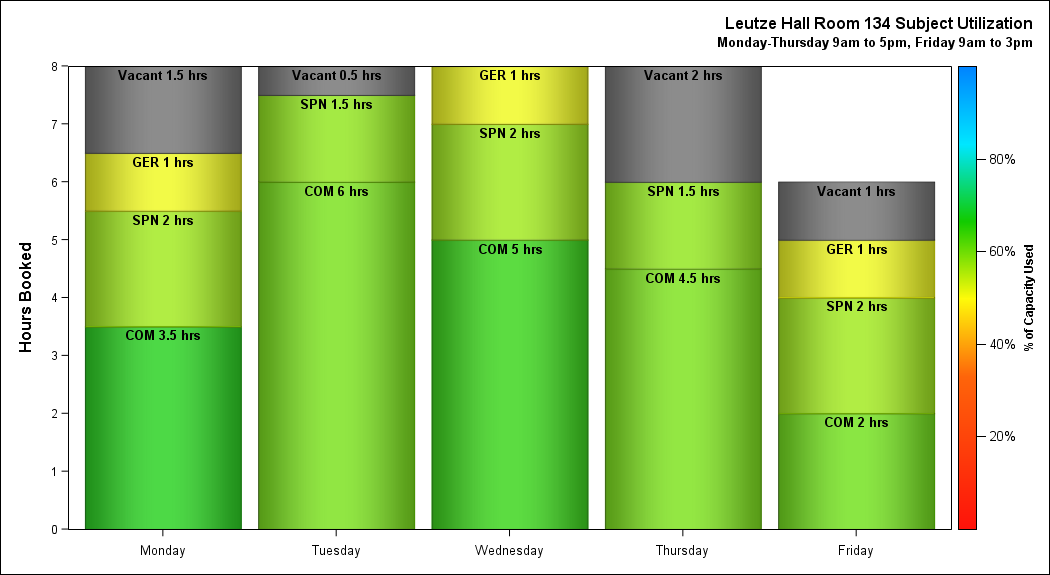 Leutze Hall Room 134 Subject Utilization
Monday-Thursday 9am to 5pm, Friday 9am to 3pm
Hours Booked
8
7
6
5
4
3
2
1
0
Vacant 1.5 hrs
GER 1 hrs
SPN 2 hrs
COM 3.5 hrs
Monday
Vacant 0.5 hrs
SPN 1.5 hrs
COM 6 hrs
Tuesday
GER 1 hrs
SPN 2 hrs
COM 5 hrs
Wednesday
Vacant 2 hrs
SPN 1.5 hrs
COM 4.5 hrs
Thursday
Vacant 1 hrs
GER 1 hrs
SPN 2 hrs
COM 2 hrs
Friday
80%
60%
40%
20%
% of Capacity Used